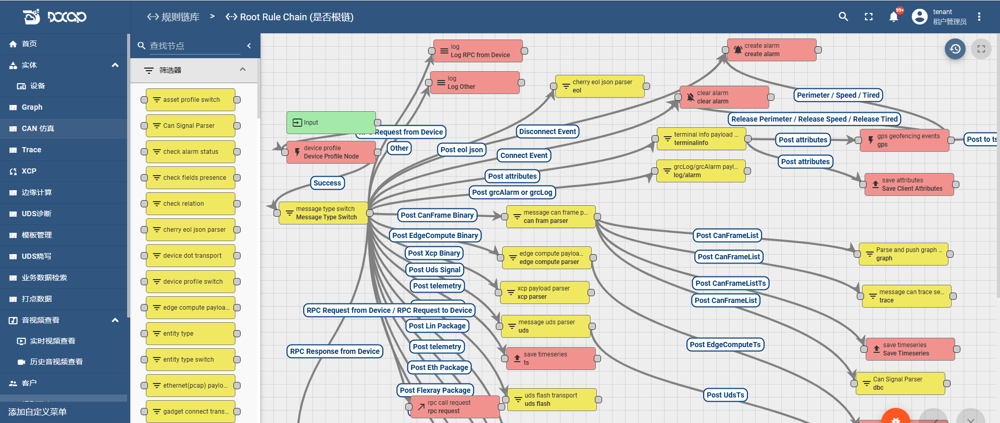 DOCAP
规则链库 > Root Rule Chain (是否根链)
99+
tenant
租户管理员
首页
实体
设备
Graph
CAN 仿真
Trace
XCP
边缘计算
UDS诊断
模板管理
UDS烧写
业务数据检索
打点数据
音视频查看
实时视频查看
历史音视频查看
客户
添加自定义菜单
查找节点
筛选器
asset profile switch
Can Signal Parser
check alarm status
check fields presence
check relation
cherry eol json parser
device dot transport
device profile switch
edge compute payloa...
entity type
entity type switch
ethernet(pcap) paylo...
gadget connect trans...
log
Log RPC from Device
log
Log Other
cherry eol json parser
eol
create alarm
create alarm
clear alarm
clear alarm
Perimeter / Speed / Tired
Release Perimeter / Release Speed / Release Tired
Input
Request from Device
device profile
Device Profile Node
Other
Success
Disconnect Event
Post eol json
Connect Event
Post attributes
Post grcAlarm or grcLog
terminal info payload ...
terminalinfo
grcLog/grcAlarm payl...
log/alarm
Post attributes
Post attributes
gps geofencing events
gps
Post to ts
save attributes
Save Client Attributes
message type switch
Message Type Switch
Post CanFrame Binary
message can frame p...
can fram parser
Post EdgeCompute Binary
Post Xcp Binary
edge compute payloa...
edge compute parser
Post Uds Signal
Post telemetry
xcp payload parser
xcp parser
RPC Request from Device / RPC Request to Device
Post Lin Package
message uds parser
uds
Post telemetry
RPC Response from Device
save timeseries
ts
Post Eth Package
Post Flexray Package
rpc call request
rpc request
uds flash transport
uds flash
Post CanFrameList
Post CanFrameList
Post CanFrameListTs
Post CanFrameList
Parse and push graph ...
graph
message can trace se...
trace
Post EdgeComputeTs
save timeseries
Save Timeseries
Can Signal Parser
dbc
Post UdsTs